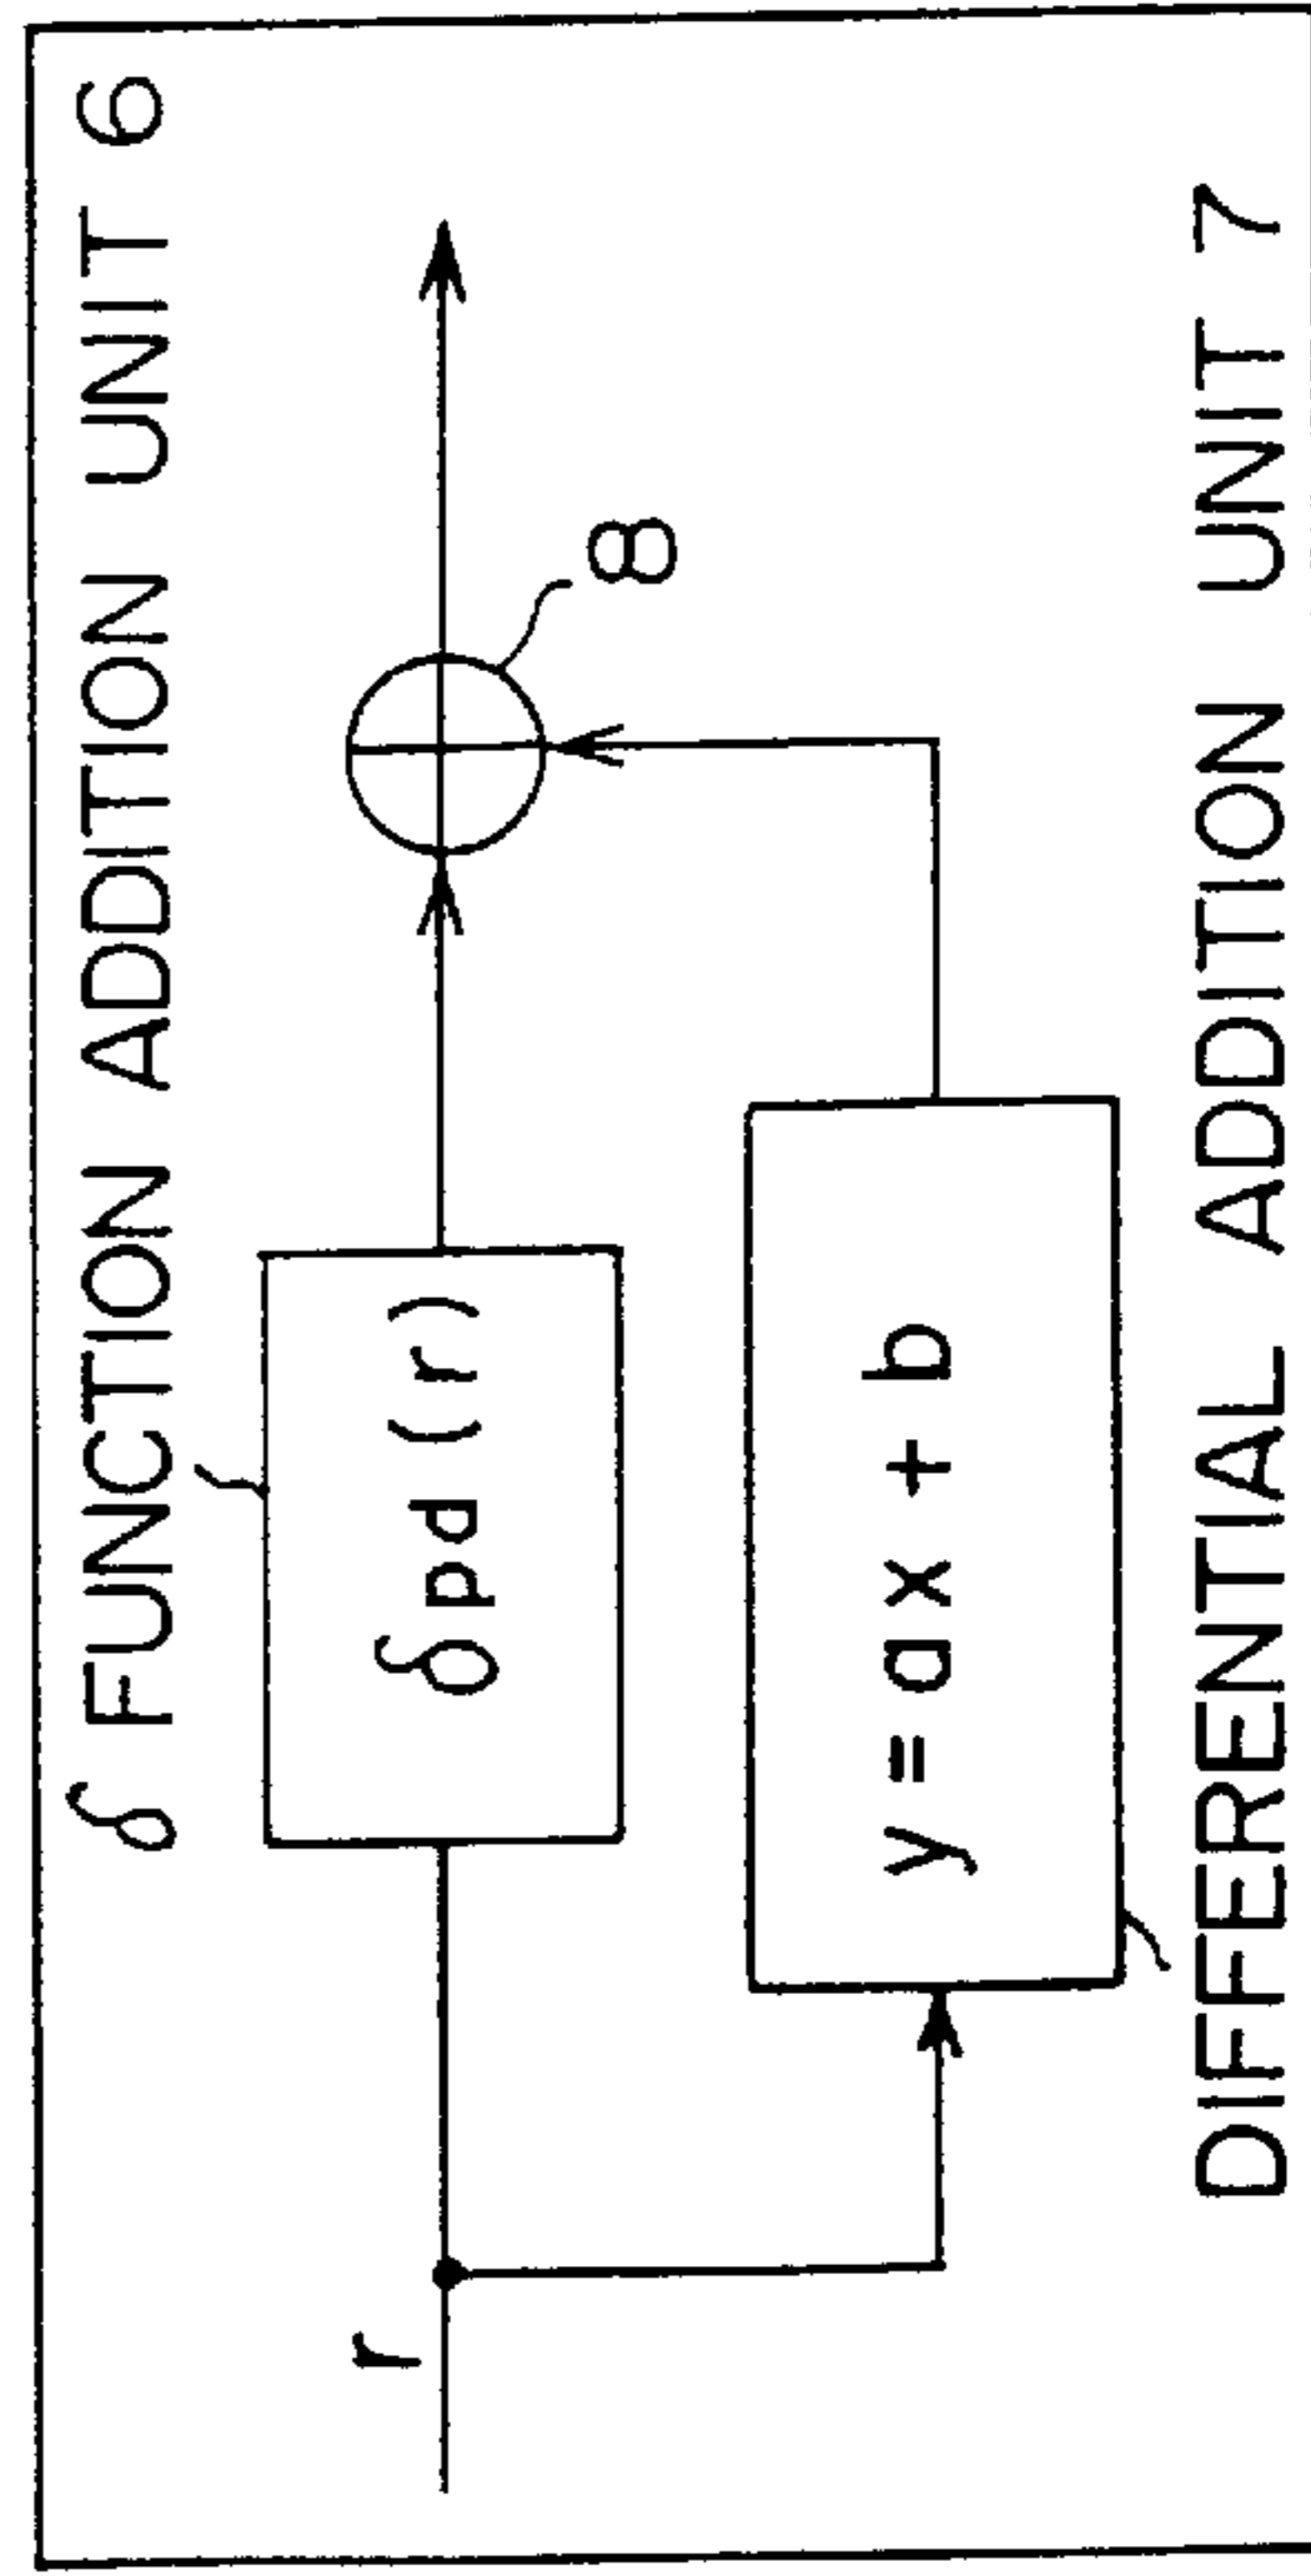 δ FUNCTION ADDITION UNIT 6
δpd (r)
r
8
y = ax + b
DIFFERENTIAL ADDITION UNIT 7